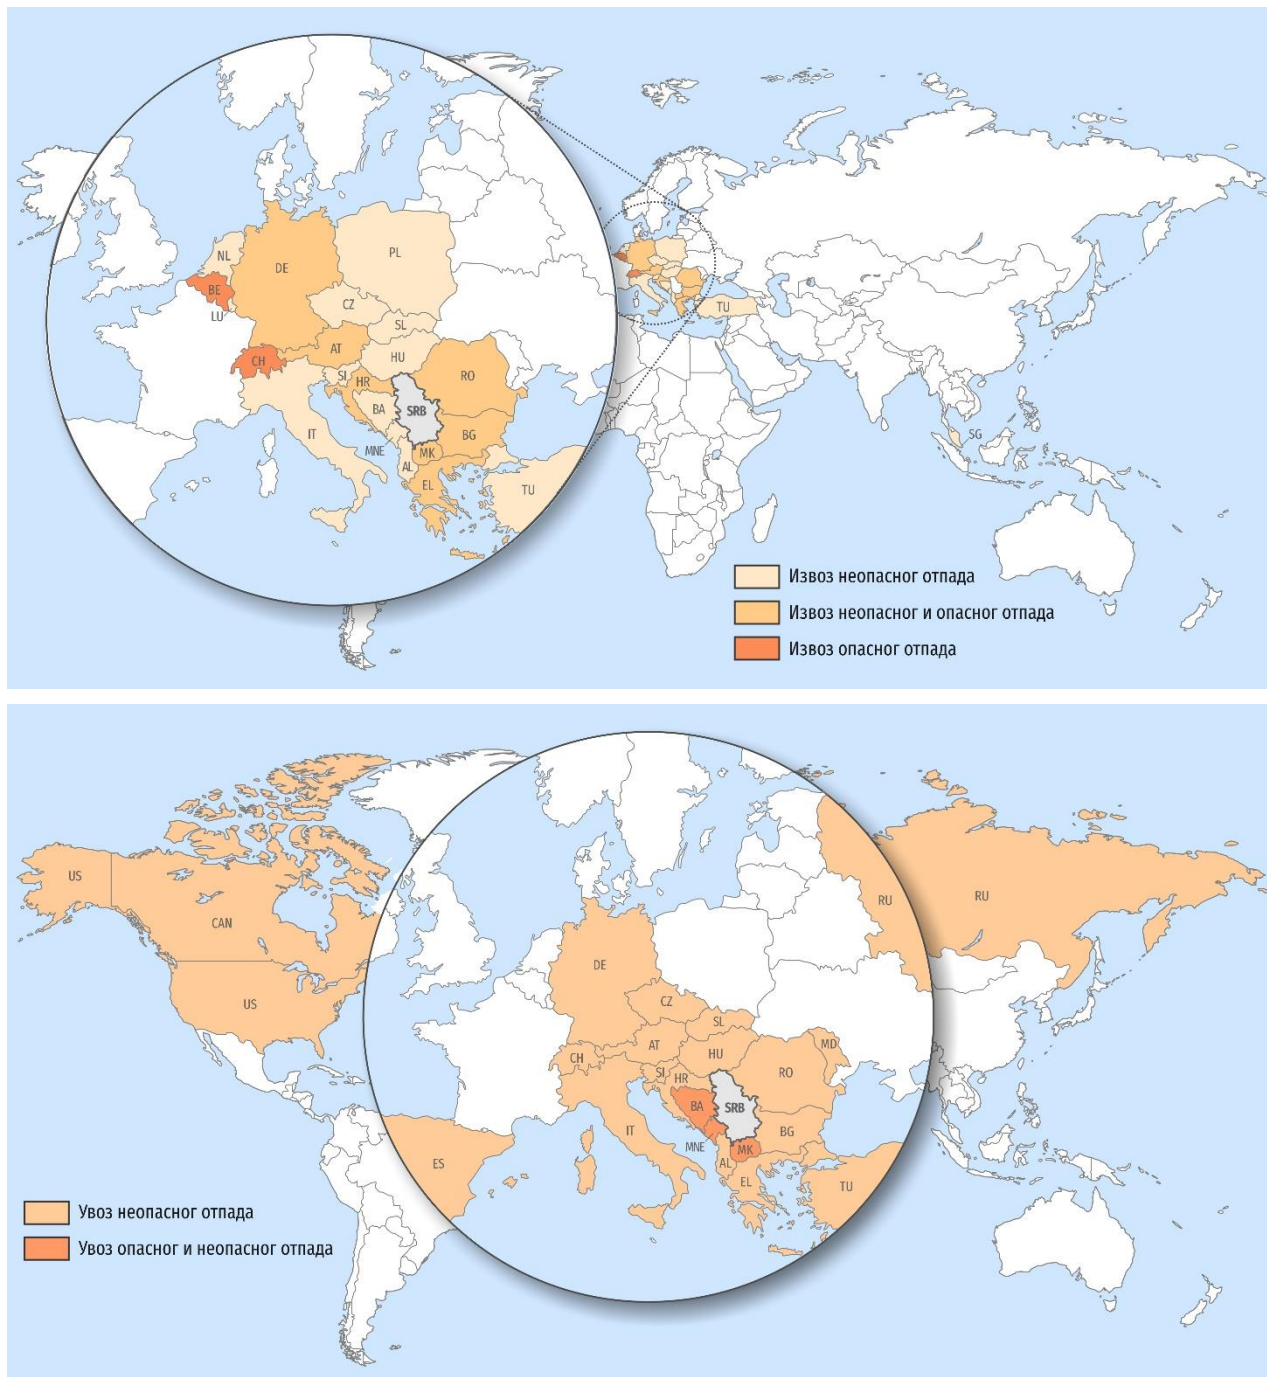 NL
DE
PL
BE
LU
CZ
SL
CH
AT
HU
SI
HR
RO
BA
SRB
IT
MNE
BG
MK
AL
EL
TU
TU
SG
Извоз неопасног отпада
Извоз неопасног и опасног отпада
Извоз опасног отпада
US
CAN
US
RU
RU
DE
CZ
SL
AT
MD
CH
HU
SI
HR
RO
BA
SRB
IT
MNE
BG
MK
ES
AL
EL
TU
Увоз неопасног отпада
Увоз опасног и неопасног отпада